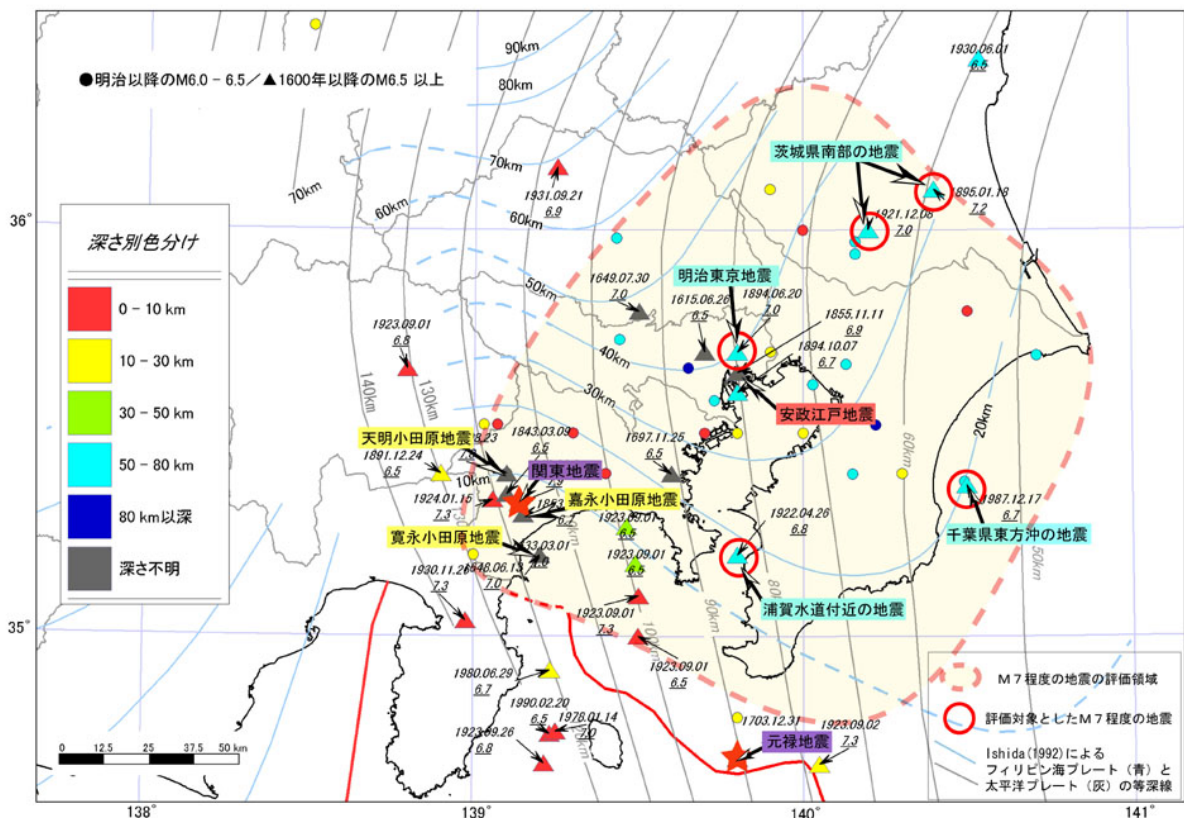 ●明治以降のM6.0 - 6.5／▲1600年以降のM6.5 以上
90km
80km
70km
70km
60km
60km
50km
40km
30km
20km
10km
140km
130km
100km
90km
60km
50km
36°
36°
35°
35°
138°
139°
140°
141°
深さ別色分け
0 - 10 km
10 - 30 km
30 - 50 km
50 - 80 km
80 km以深
深さ不明
1930.06.01
6.5
茨城県南部の地震
1895.01.18
7.2
1921.12.08
7.0
1931.09.21
6.9
1649.07.30
7.0
明治東京地震
1894.06.20
7.0
1615.06.26
6.5
1855.11.11
6.9
1894.10.07
6.7
安政江戸地震
1923.09.01
6.8
天明小田原地震
1843.03.09
6.5
1697.11.25
6.5
1891.12.24
6.5
関東地震
7.9
嘉永小田原地震
6.7
1924.01.15
7.3
寛永小田原地震
1923.09.01
6.5
1923.09.01
6.5
1922.04.26
6.8
浦賀水道付近の地震
1987.12.17
6.7
千葉県東方沖の地震
7.0
7.3
1923.09.01
7.3
1923.09.01
6.5
1980.06.29
6.7
1990.02.20
6.5
1978.01.14
7.0
6.8
1703.12.31
元禄地震
1923.09.02
7.3
0 12.5 25 37.5 50 km
M7程度の地震の評価領域
評価対象としたM7程度の地震
Ishida(1992)による
フィリピン海プレート（青）と
太平洋プレート（灰）の等深線